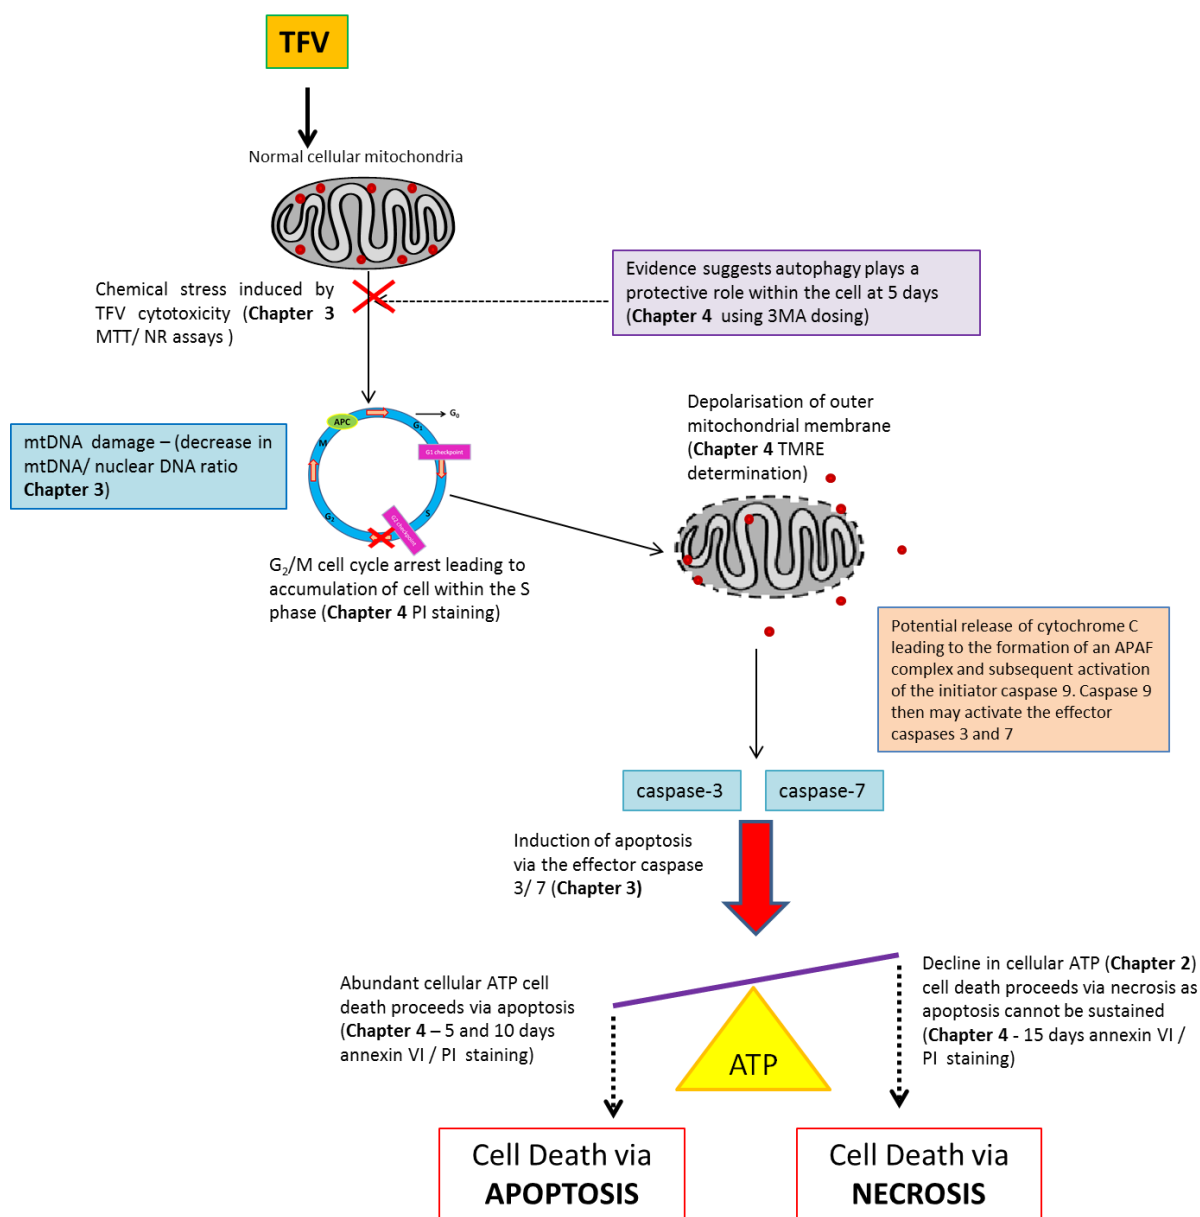 TFV
Normal cellular mitochondria
Chemical stress induced by
TFV cytotoxicity (Chapter 3
MTT/ NR assays )
Evidence suggests autophagy plays a
protective role within the cell at 5 days
(Chapter 4 using 3MA dosing)
mtDNA damage – (decrease in
mtDNA/ nuclear DNA ratio
Chapter 3)
APC
G₀
G₁
M
G1 checkpoint
G₂
S
G2 checkpoint
G₂/M cell cycle arrest leading to
accumulation of cell within the S
phase (Chapter 4 PI staining)
Depolarisation of outer
mitochondrial membrane
(Chapter 4 TMRE
determination)
Potential release of cytochrome C
leading to the formation of an APAF
complex and subsequent activation
of the initiator caspase 9. Caspase 9
then may activate the effector
caspases 3 and 7
caspase-3
caspase-7
Induction of apoptosis
via the effector caspase
3/ 7 (Chapter 3)
Abundant cellular ATP cell
death proceeds via apoptosis
(Chapter 4 – 5 and 10 days
annexin VI / PI staining)
Decline in cellular ATP (Chapter 2)
cell death proceeds via necrosis as
apoptosis cannot be sustained
(Chapter 4 - 15 days annexin VI /
PI staining)
ATP
Cell Death via
APOPTOSIS
Cell Death via
NECROSIS